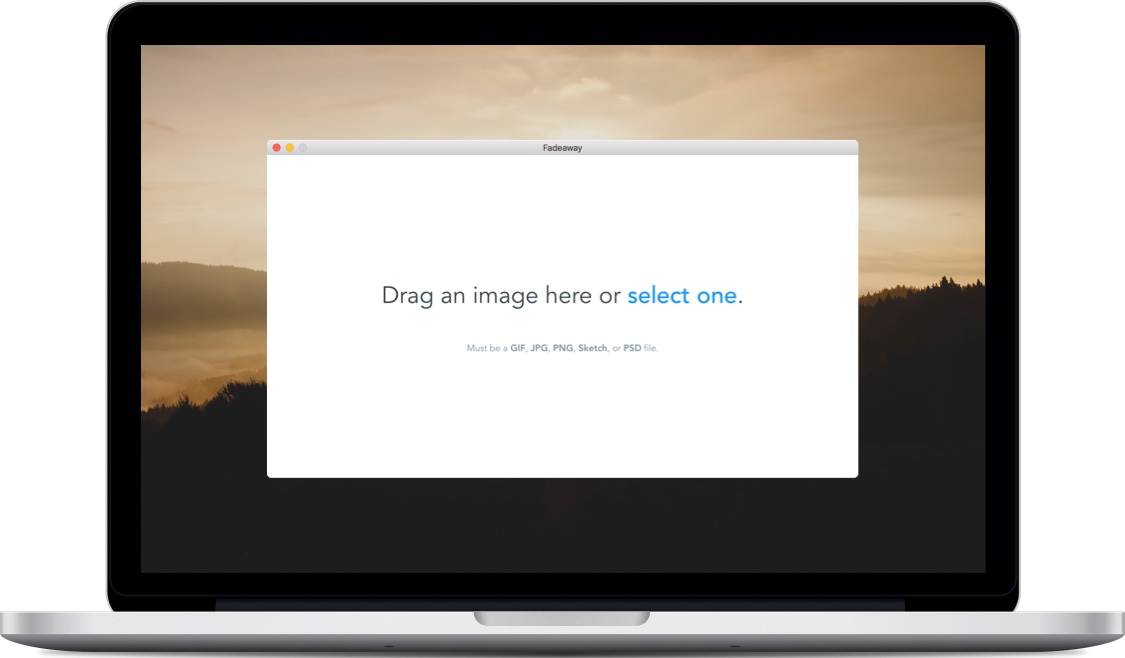 Fadeaway
Drag an image here or select one.
Must be a GIF, JPG, PNG, Sketch, or PSD file.